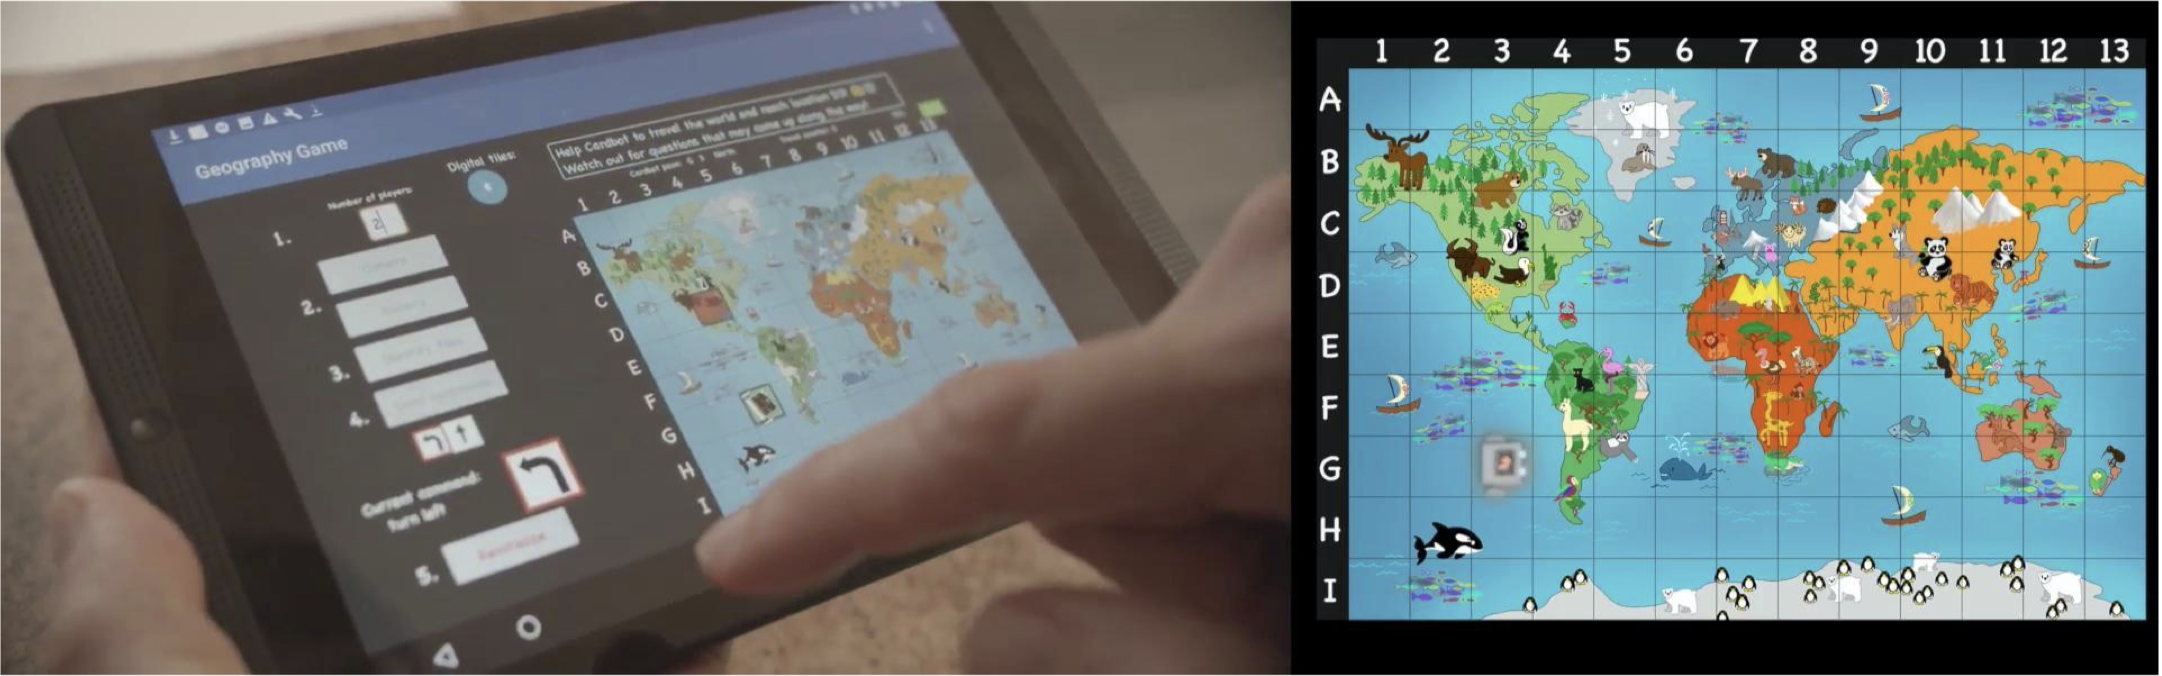 Geography Game
Number of players:
2
Digital tiles:
6
1.
2.
3.
4.
Current command:
turn left
5.
Help Cardbot to travel the world and reach location
Watch out for questions that may come up along the way!
1 2 3 4 5 6 7 8 9 10 11 12 13
A
B
C
D
E
F
G
H
I
1 2 3 4 5 6 7 8 9 10 11 12 13
A
B
C
D
E
F
G
H
I